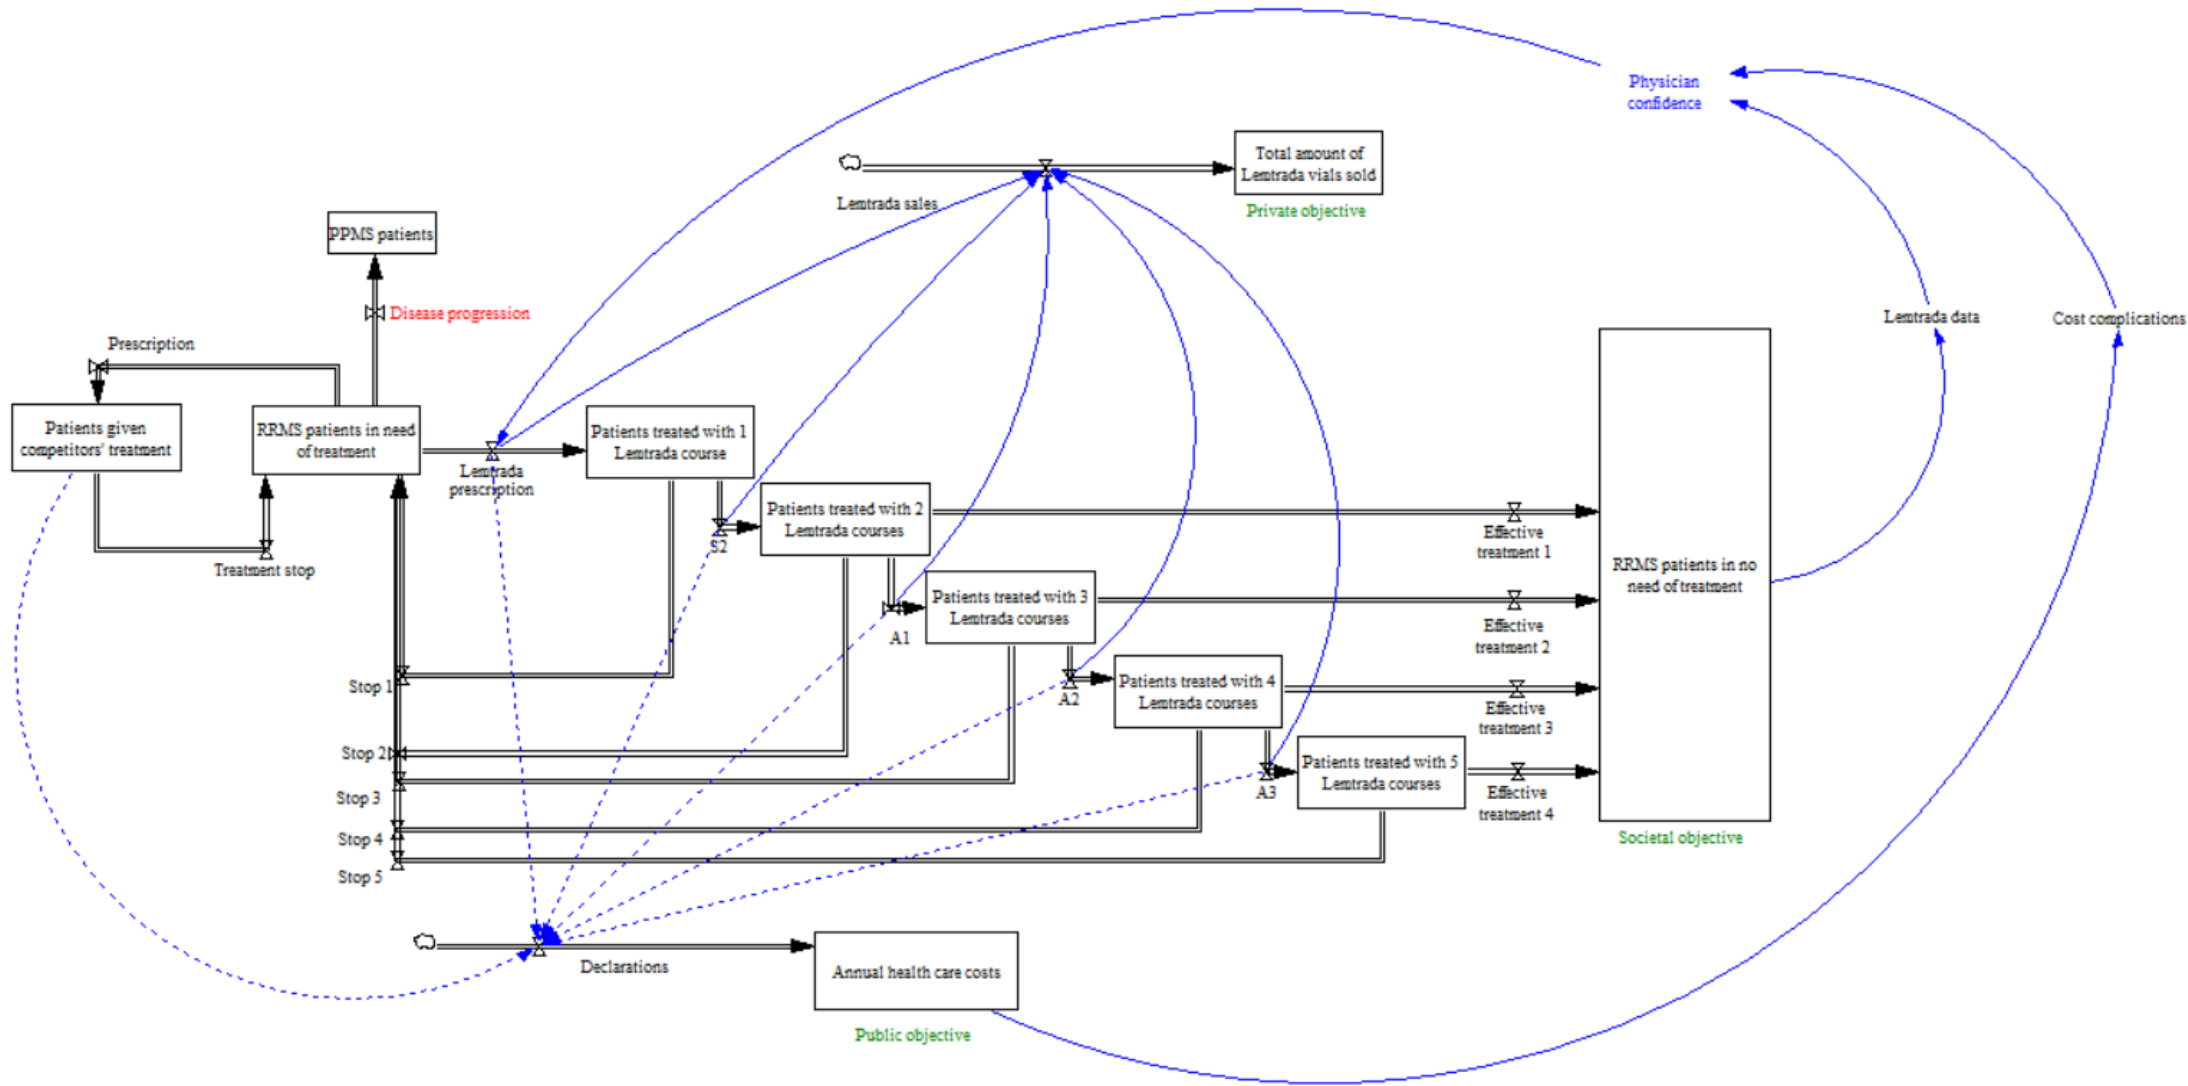 Physician
confidence
Total amount of
Lemtrada vials sold
Lemtrada sales
Private objective
PPMS patients
Disease progression
Lemtrada data
Cost complications
Prescription
Patients given
competitors' treatment
RRMS patients in need
of treatment
Lemtrada
prescription
Patients treated with 1
Lemtrada course
Treatment stop
S2
Patients treated with 2
Lemtrada courses
Effective
treatment 1
A1
Patients treated with 3
Lemtrada courses
Effective
treatment 2
RRMS patients in no
need of treatment
Stop 1
A2
Patients treated with 4
Lemtrada courses
Effective
treatment 3
Stop 2
A3
Patients treated with 5
Lemtrada courses
Effective
treatment 4
Stop 3
Stop 4
Stop 5
Societal objective
Declarations
Annual health care costs
Public objective